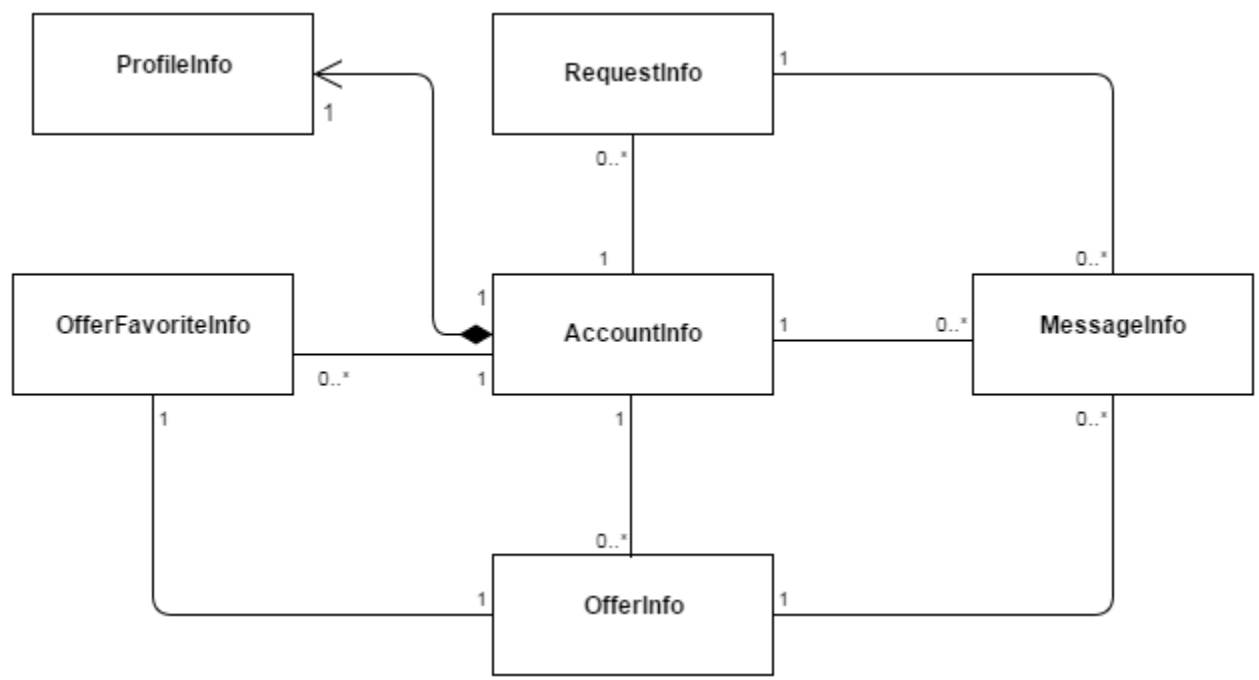 ProfileInfo
RequestInfo
1
1
0..*
1
0..*
1
OfferFavoriteInfo
AccountInfo
1
0..*
MessageInfo
0..*
1
1
1
0..*
0..*
1
OfferInfo
1